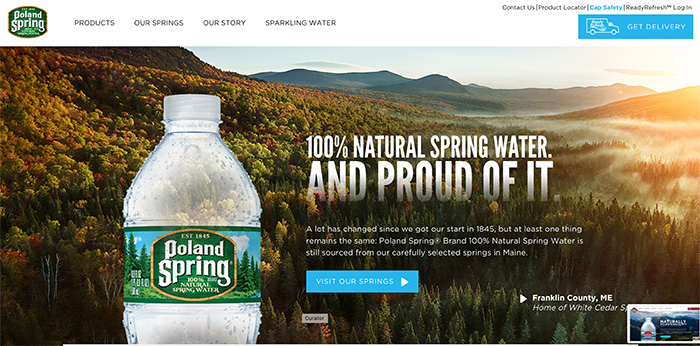 Poland
Spring
PRODUCTS
OUR SPRINGS
OUR STORY
SPARKLING WATER
Contact Us | Product Locator | Cap Safety | ReadyRefresh℠ Log In
GET DELIVERY
100% NATURAL SPRING WATER.
AND PROUD OF IT.
A lot has changed since we got our start in 1845, but at least one thing
remains the same: Poland Spring® Brand 100% Natural Spring Water is
still sourced from our carefully selected springs in Maine.
VISIT OUR SPRINGS
EST 1845
Poland
Spring
100%
NATURAL
SPRING WATER
Franklin County, ME
Home of White Cedar
Curator
NATURALLY